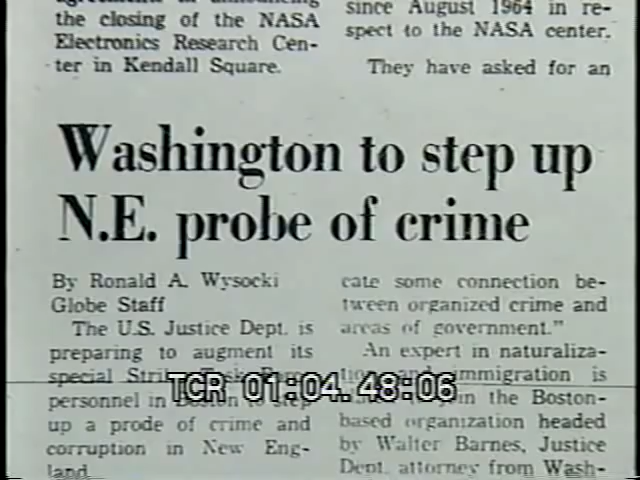 the closing of the NASA
Electronics Research Cen-
ter in Kendall Square.
since August 1964 in re-
spect to the NASA center.
They have asked for an
Washington to step up
N.E. probe of crime
By Ronald A. Wysocki
Globe Staff
The U.S. Justice Dept. is
preparing to augment its
special
personnel in Boston to step
up a prode of crime and
corruption in New Eng-
land
cate some connection be-
tween organized crime and
areas of government."
An expert in naturaliza-
immigration is
in the Boston-
based organization headed
by Walter Barnes, Justice
Dept. attorney from Wash-
TCR 01:04.48:06